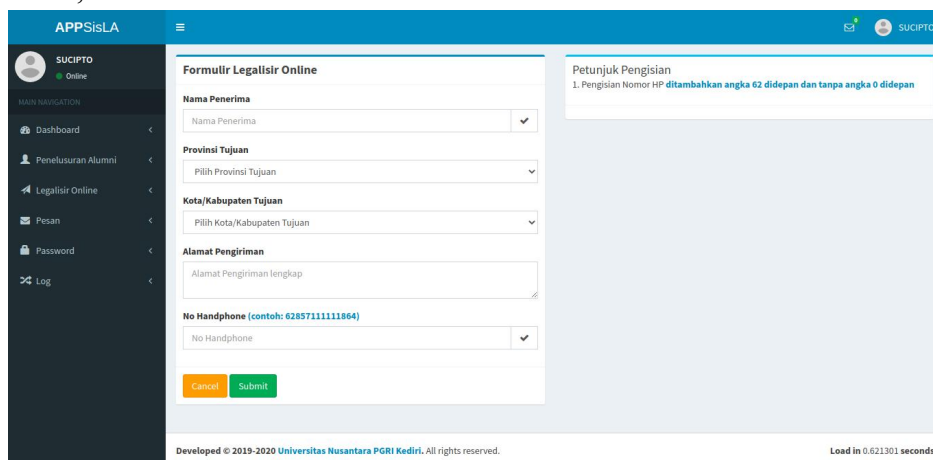 APPSisLA
0
SUCIPTO
SUCIPTO
Online
MAIN NAVIGATION
Dashboard
Penelusuran Alumni
Legalisir Online
Pesan
Password
Log
Formulir Legalisir Online
Nama Penerima
Nama Penerima
Provinsi Tujuan
Pilih Provinsi Tujuan
Kota/Kabupaten Tujuan
Pilih Kota/Kabupaten Tujuan
Alamat Pengiriman
Alamat Pengiriman lengkap
No Handphone (contoh: 62857111111864)
No Handphone
Cancel Submit
Petunjuk Pengisian
1. Pengisian Nomor HP ditambahkan angka 62 didepan dan tanpa angka 0 didepan
Developed © 2019-2020 Universitas Nusantara PGRI Kediri. All rights reserved.
Load in 0.621301 seconds